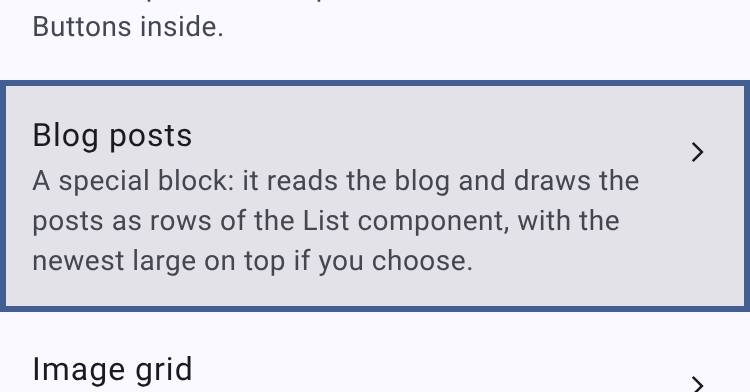 Buttons inside.
Blog posts
A special block: it reads the blog and draws the
posts as rows of the List component, with the
newest large on top if you choose.
Image grid